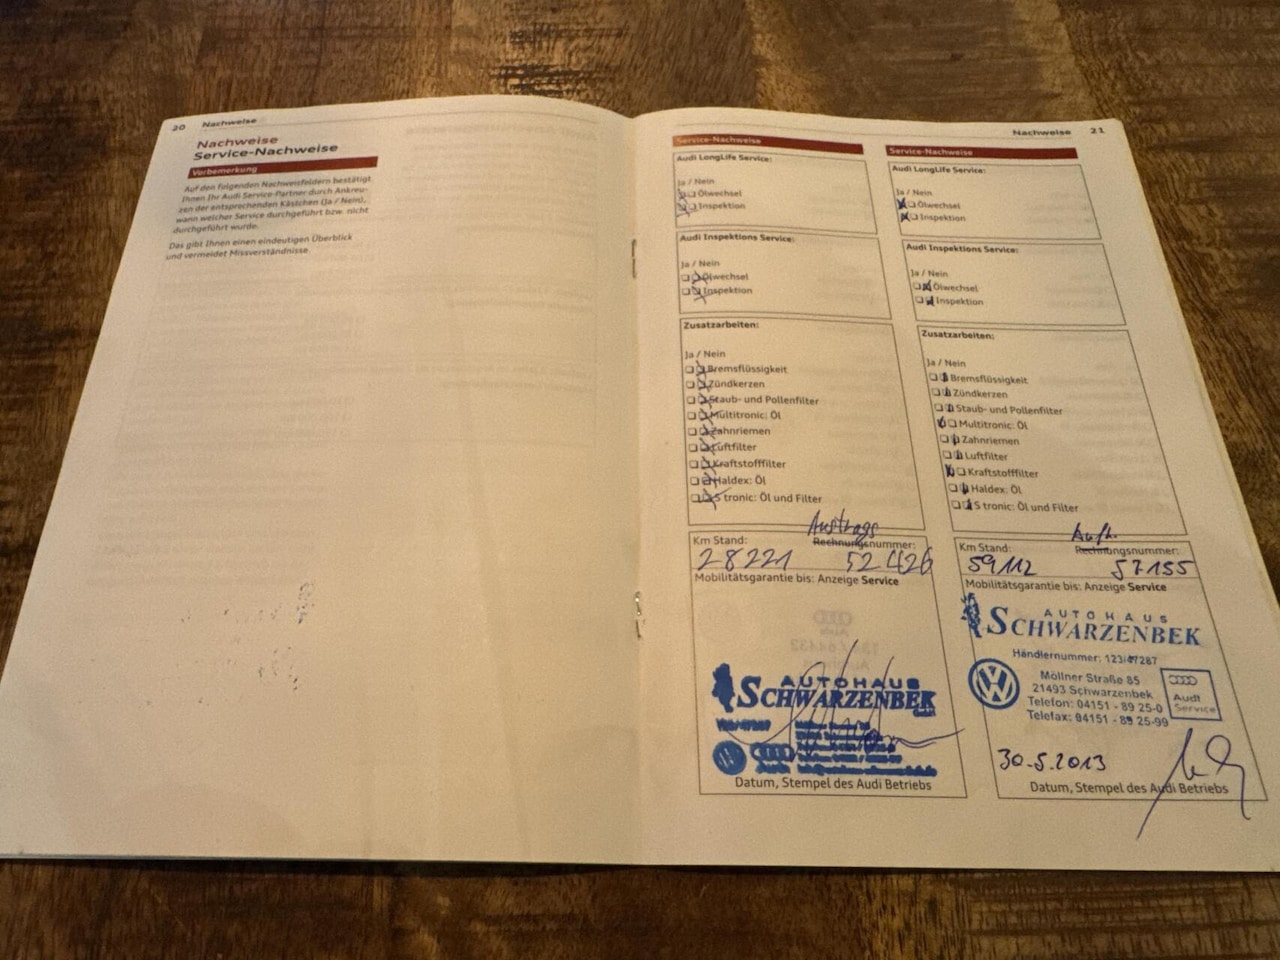 20 Nachweise
Nachweise
Service-Nachweise
Vorbemerkung
Auf den folgenden Nachweisfeldern bestätigt
Ihnen Ihr Audi Service-Partner durch Ankreu-
zen der entsprechenden Kästchen (Ja / Nein),
wann welcher Service durchgeführt bzw. nicht
durchgeführt wurde.
Das gibt Ihnen einen eindeutigen Überblick
und vermeidet Missverständnisse.
Nachweise 21
Service-Nachweise
Audi LongLife Service:
Ja / Nein
Ölwechsel
Inspektion
Audi Inspektions Service:
Ja / Nein
Ölwechsel
Inspektion
Zusatzarbeiten:
Ja / Nein
Bremsflüssigkeit
Zündkerzen
Staub- und Pollenfilter
Multitronic: Öl
Zahnriemen
Luftfilter
Kraftstofffilter
Haldex: Öl
S tronic: Öl und Filter
Auftrags
Km Stand: Rechnungsnummer:
28221 52426
Mobilitätsgarantie bis: Anzeige Service
AUTOHAUS
SCHWARZENBEK
Datum, Stempel des Audi Betriebs
Service-Nachweise
Audi LongLife Service:
Ja / Nein
Ölwechsel
Inspektion
Audi Inspektions Service:
Ja / Nein
Ölwechsel
Inspektion
Zusatzarbeiten:
Ja / Nein
Bremsflüssigkeit
Zündkerzen
Staub- und Pollenfilter
Multitronic: Öl
Zahnriemen
Luftfilter
Kraftstofffilter
Haldex: Öl
S tronic: Öl und Filter
Auft.
Km Stand: Rechnungsnummer:
59112 57155
Mobilitätsgarantie bis: Anzeige Service
AUTOHAUS
SCHWARZENBEK
Händlernummer: 123/47287
Möllner Straße 85
21493 Schwarzenbek
Telefon: 04151 - 89 25-0
Telefax: 04151 - 89 25-99
Audi
Service
30.5.2013
Datum, Stempel des Audi Betriebs